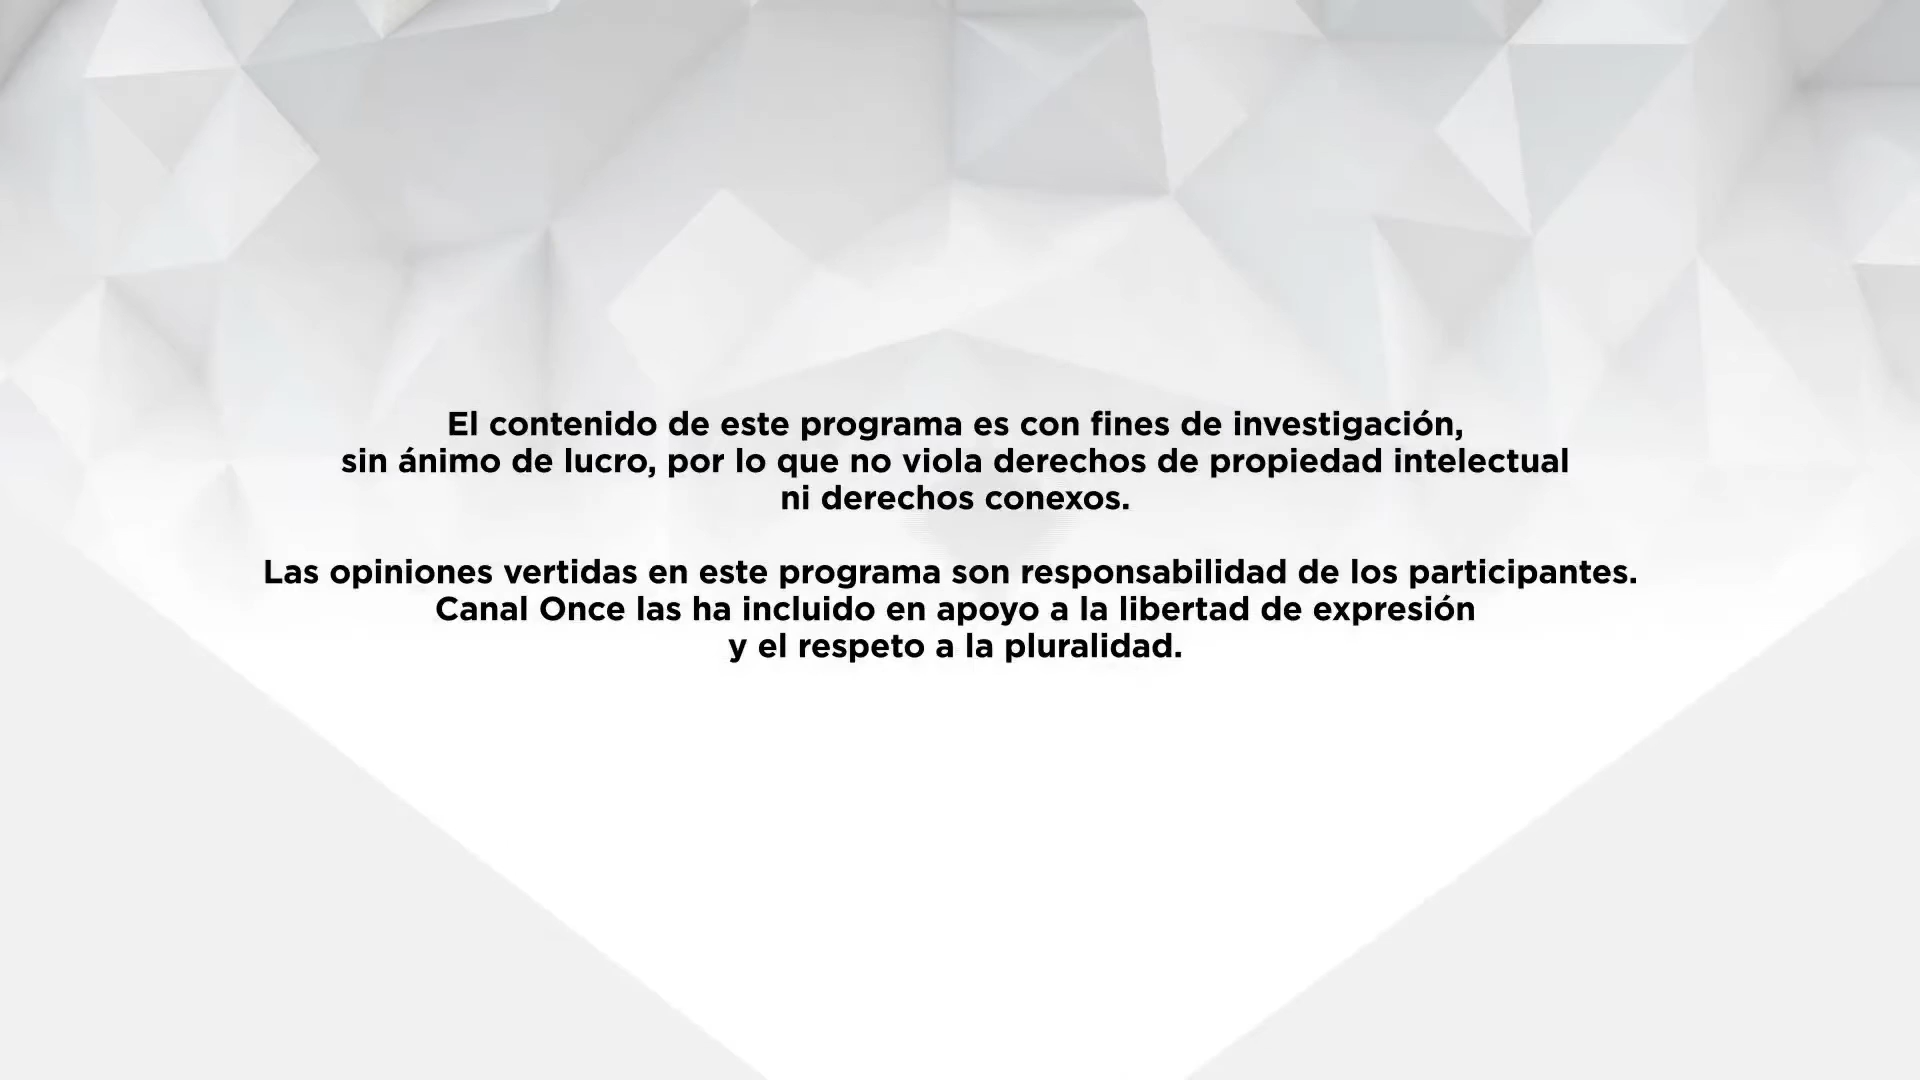 El contenido de este programa es con fines de investigación,
sin ánimo de lucro, por lo que no viola derechos de propiedad intelectual
ni derechos conexos.
Las opiniones vertidas en este programa son responsabilidad de los participantes.
Canal Once las ha incluido en apoyo a la libertad de expresión
y el respeto a la pluralidad.